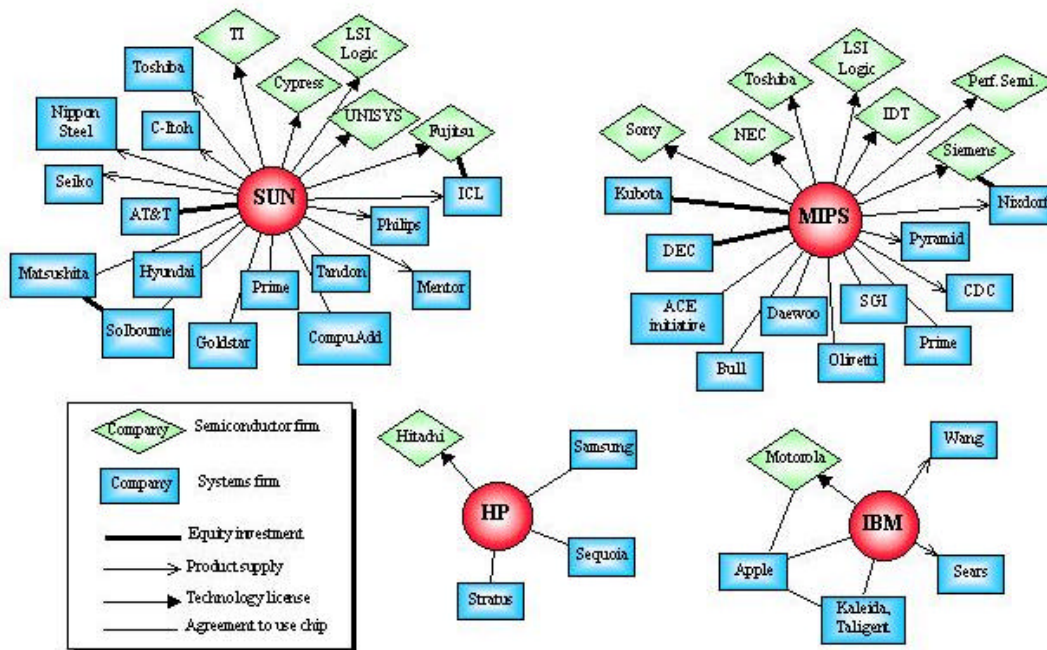 TI
LSI
Logic
Toshiba
Cypress
Nippon
Steel
C-Itoh
UNISYS
Fujitsu
Seiko
SUN
ICL
AT&T
Philips
Matsushita
Hyundai
Prime
Tandon
Mentor
Solbourne
Goldstar
CompuAdd
LSI
Logic
Toshiba
Perf. Semi.
Sony
NEC
IDT
Siemens
Kubota
MIPS
Nixdorf
DEC
Pyramid
ACE
initiative
Daewoo
SGI
CDC
Bull
Olivetti
Prime
Company
Semiconductor firm
Company
Systems firm
Equity investment
Product supply
Technology license
Agreement to use chip
Hitachi
Samsung
HP
Sequoia
Stratus
Motorola
Wang
IBM
Apple
Sears
Kaleida,
Taligent